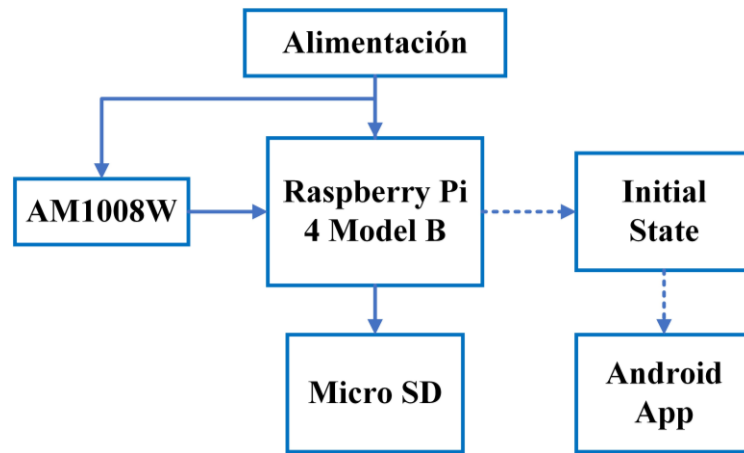 Alimentación
AM1008W
Raspberry Pi
4 Model B
Initial
State
Micro SD
Android
App